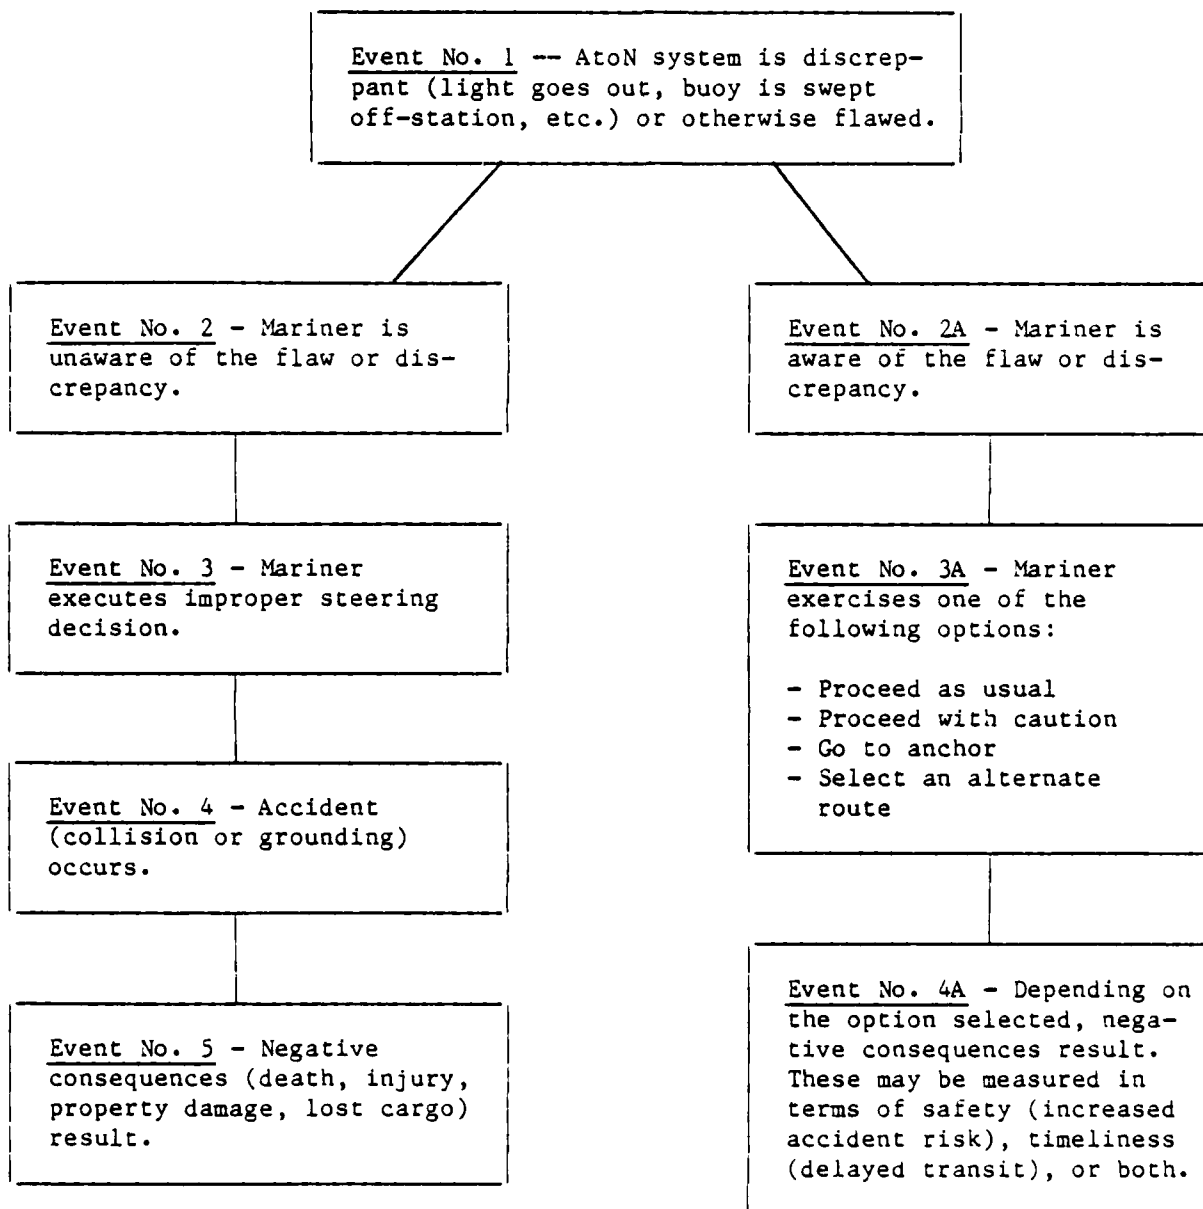 Event No. 1 -- AtoN system is discrep-
pant (light goes out, buoy is swept
off-station, etc.) or otherwise flawed.
Event No. 2 - Mariner is
unaware of the flaw or dis-
crepancy.
Event No. 3 - Mariner
executes improper steering
decision.
Event No. 4 - Accident
(collision or grounding)
occurs.
Event No. 5 - Negative
consequences (death, injury,
property damage, lost cargo)
result.
Event No. 2A - Mariner is
aware of the flaw or dis-
crepancy.
Event No. 3A - Mariner
exercises one of the
following options:
- Proceed as usual
- Proceed with caution
- Go to anchor
- Select an alternate
route
Event No. 4A - Depending on
the option selected, nega-
tive consequences result.
These may be measured in
terms of safety (increased
accident risk), timeliness
(delayed transit), or both.